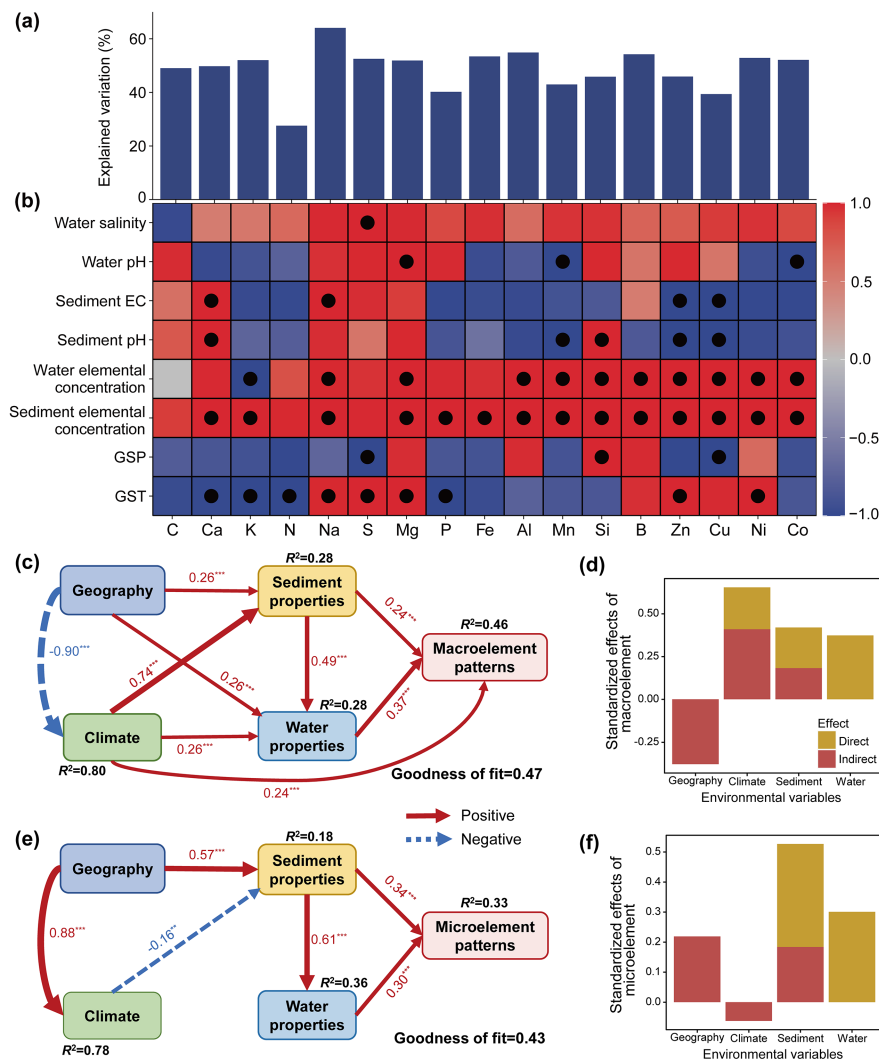 (a)
Explained variation (%)
60
40
20
0
(b)
Water salinity
Water pH
Sediment EC
Sediment pH
Water elemental
concentration
Sediment elemental
concentration
GSP
GST
C Ca K N Na S Mg P Fe Al Mn Si B Zn Cu Ni Co
1.0
0.5
0.0
−0.5
−1.0
(c)
Geography
0.26***
R²=0.28
Sediment
properties
0.24***
R²=0.46
Macroelement
patterns
-0.90***
0.74***
0.26***
0.49***
0.37***
R²=0.28
Water
properties
Climate
0.26***
R²=0.80
0.24***
Goodness of fit=0.47
(d)
Standardized effects of
macroelement
0.50
0.25
0.00
-0.25
Effect
Direct
Indirect
Geography Climate Sediment Water
Environmental variables
Positive
Negative
(e)
Geography
0.57***
R²=0.18
Sediment
properties
0.34***
R²=0.33
Microelement
patterns
0.88***
-0.16**
0.61***
0.30***
R²=0.36
Water
properties
Climate
R²=0.78
Goodness of fit=0.43
(f)
Standardized effects of
microelement
0.5
0.4
0.3
0.2
0.1
0.0
Geography Climate Sediment Water
Environmental variables